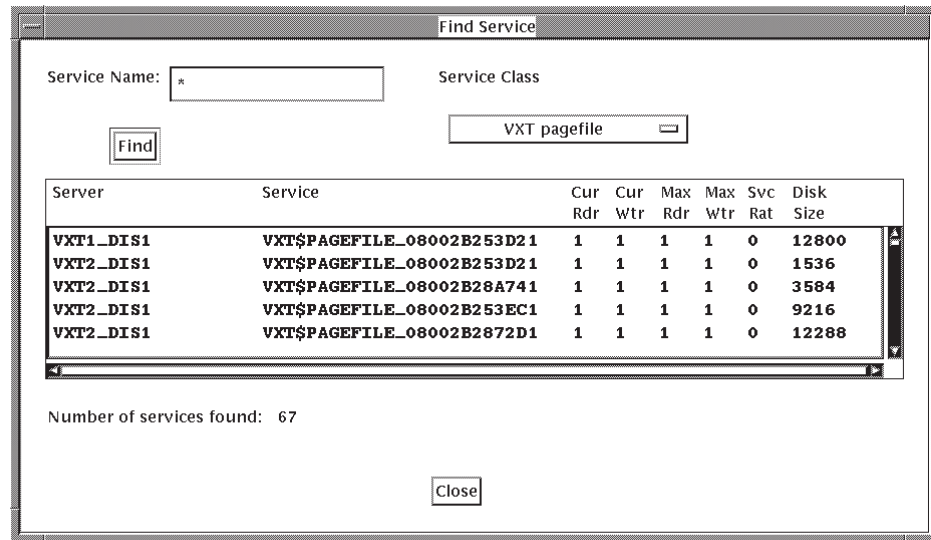 Find Service
Service Name: *
Service Class
VXT pagefile
Find
Server Service Cur Cur Max Max Svc Disk
Rdr Wtr Rdr Wtr Rat Size
VXT1_DIS1 VXT$PAGEFILE_08002B253D21 1 1 1 1 0 12800
VXT2_DIS1 VXT$PAGEFILE_08002B253D21 1 1 1 1 0 1536
VXT2_DIS1 VXT$PAGEFILE_08002B28A741 1 1 1 1 0 3584
VXT2_DIS1 VXT$PAGEFILE_08002B253EC1 1 1 1 1 0 9216
VXT2_DIS1 VXT$PAGEFILE_08002B2872D1 1 1 1 1 0 12288
Number of services found: 67
Close